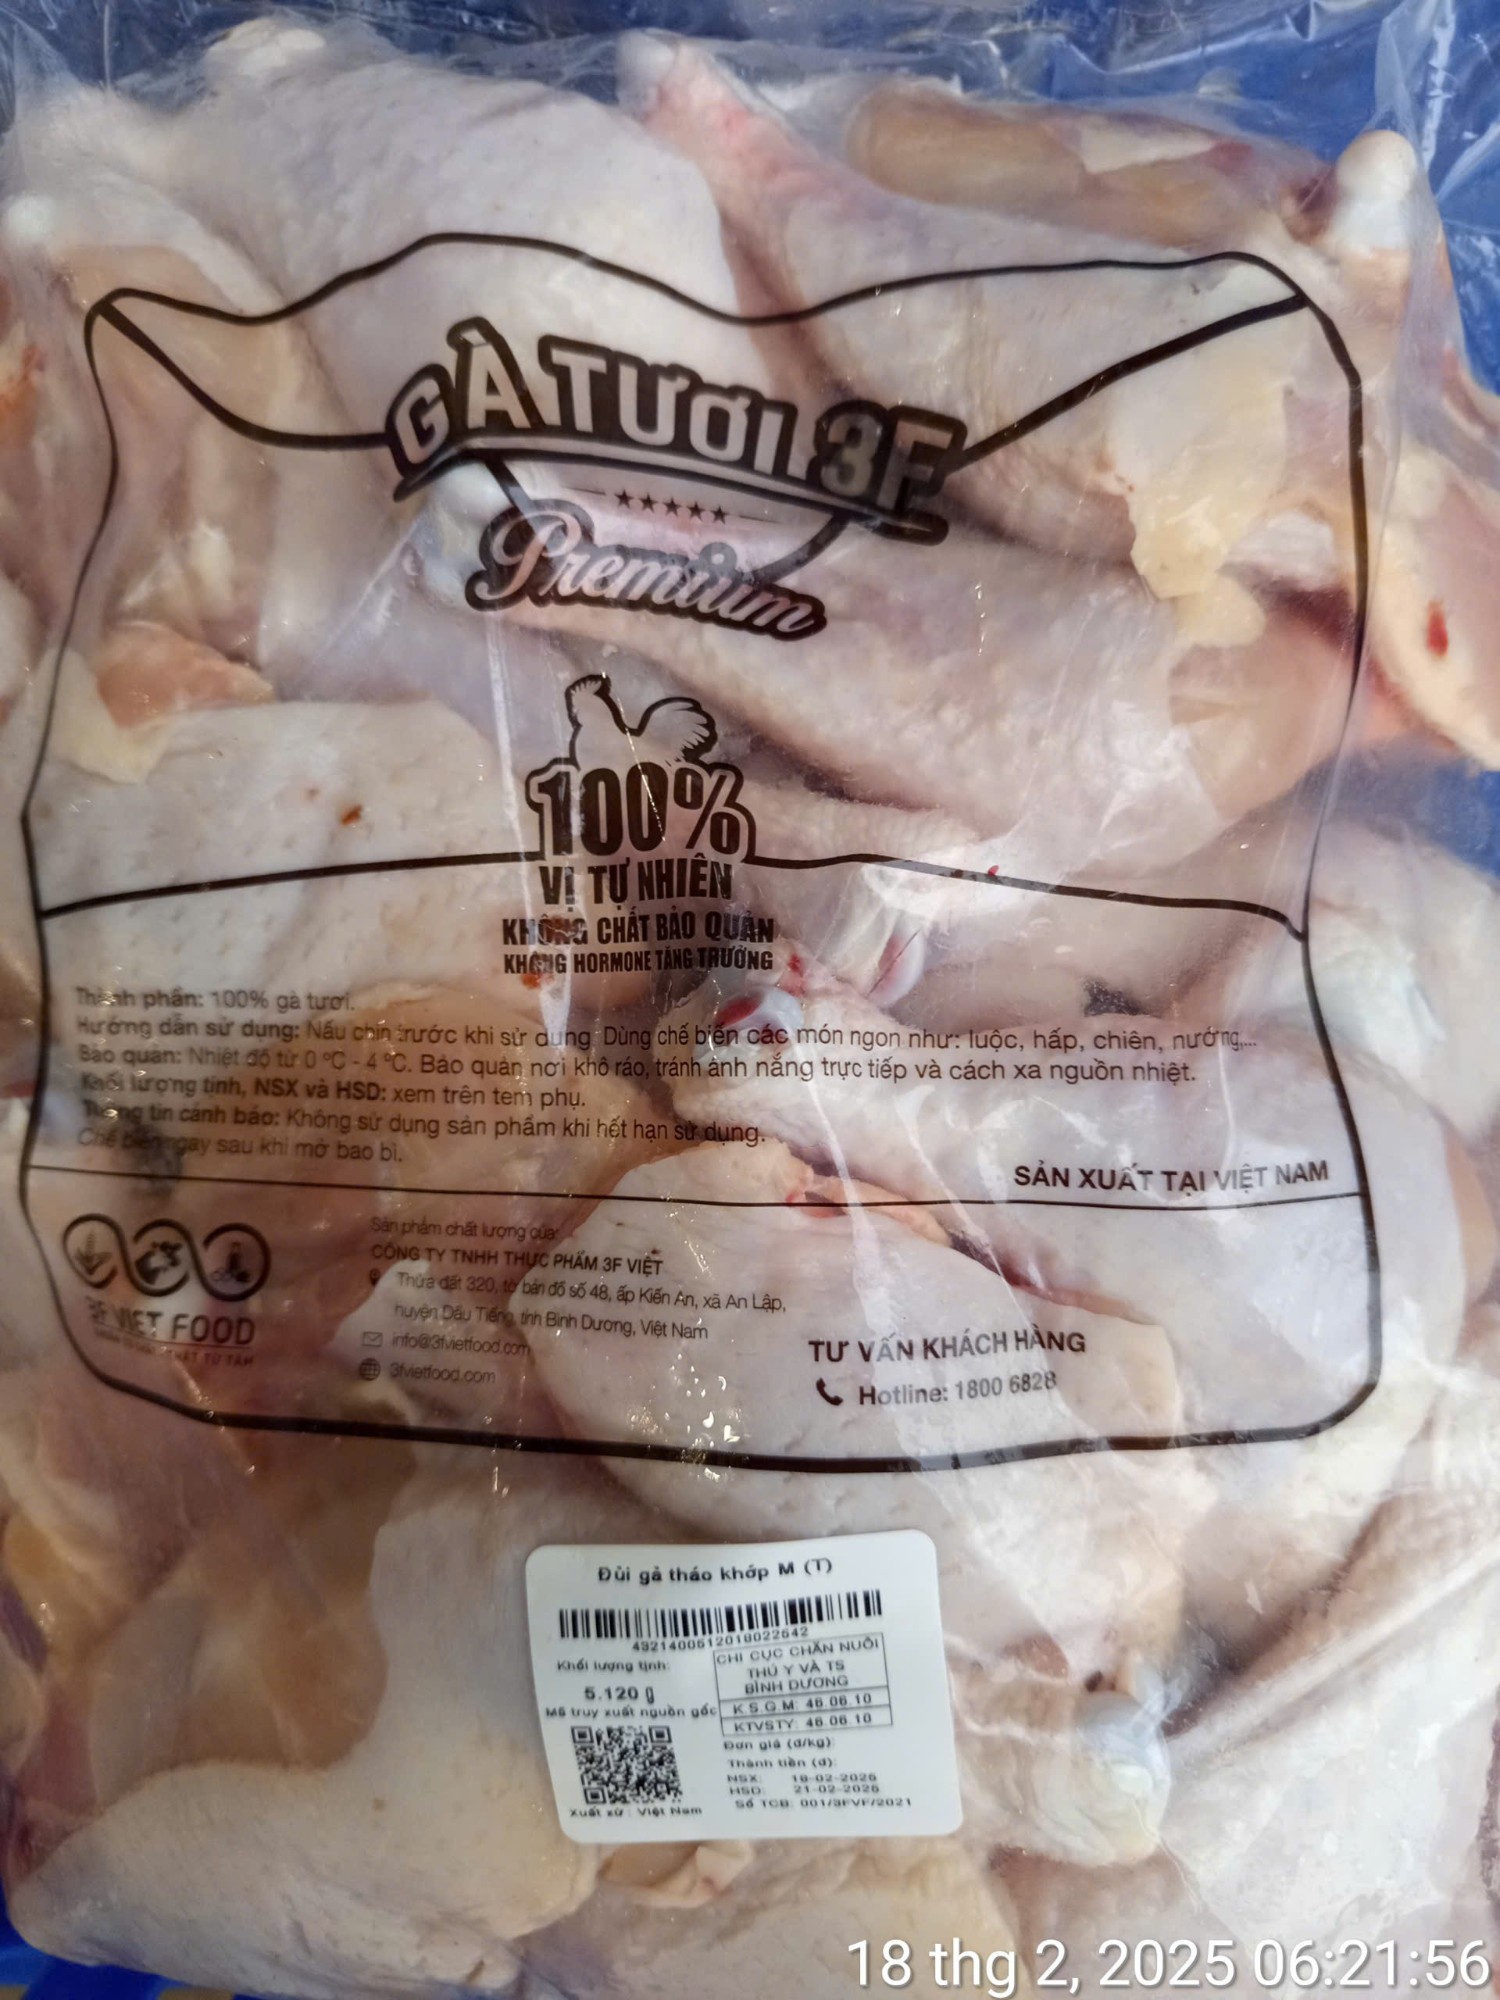 GÀ TƯƠI 3F
Premium
100%
VỊ TỰ NHIÊN
KHÔNG CHẤT BẢO QUẢN
KHÔNG HORMONE TĂNG TRƯỞNG
Thành phần: 100% gà tươi.
Hướng dẫn sử dụng: Nấu chín trước khi sử dụng. Dùng chế biến các món ngon như: luộc, hấp, chiên, nướng,...
Bảo quản: Nhiệt độ từ 0 °C - 4 °C. Bảo quản nơi khô ráo, tránh ánh nắng trực tiếp và cách xa nguồn nhiệt.
Khối lượng tịnh, NSX và HSD: xem trên tem phụ.
Thông tin cảnh báo: Không sử dụng sản phẩm khi hết hạn sử dụng.
Chế biến ngay sau khi mở bao bì.
SẢN XUẤT TẠI VIỆT NAM
3F VIET FOOD
Sản phẩm chất lượng của:
CÔNG TY TNHH THỰC PHẨM 3F VIỆT
Thửa đất 320, tờ bản đồ số 48, ấp Kiến An, xã An Lập,
huyện Dầu Tiếng, tỉnh Bình Dương, Việt Nam
info@3fvietfood.com
3fvietfood.com
TƯ VẤN KHÁCH HÀNG
Hotline: 1800 6828
Đùi gà tháo khớp M (T)
4321400512018022542
Khối lượng tịnh:
5.120 g
Mã truy xuất nguồn gốc
CHI CỤC CHĂN NUÔI
THÚ Y VÀ TS
BÌNH DƯƠNG
K.S.G.M: 46.06.10
KTVSTY: 46.06.10
Đơn giá (đ/kg):
Thành tiền (đ):
NSX: 18-02-2025
HSD: 21-02-2025
Số TCB: 001/3FVF/2021
Xuất xứ : Việt Nam
18 thg 2, 2025 06:21:56